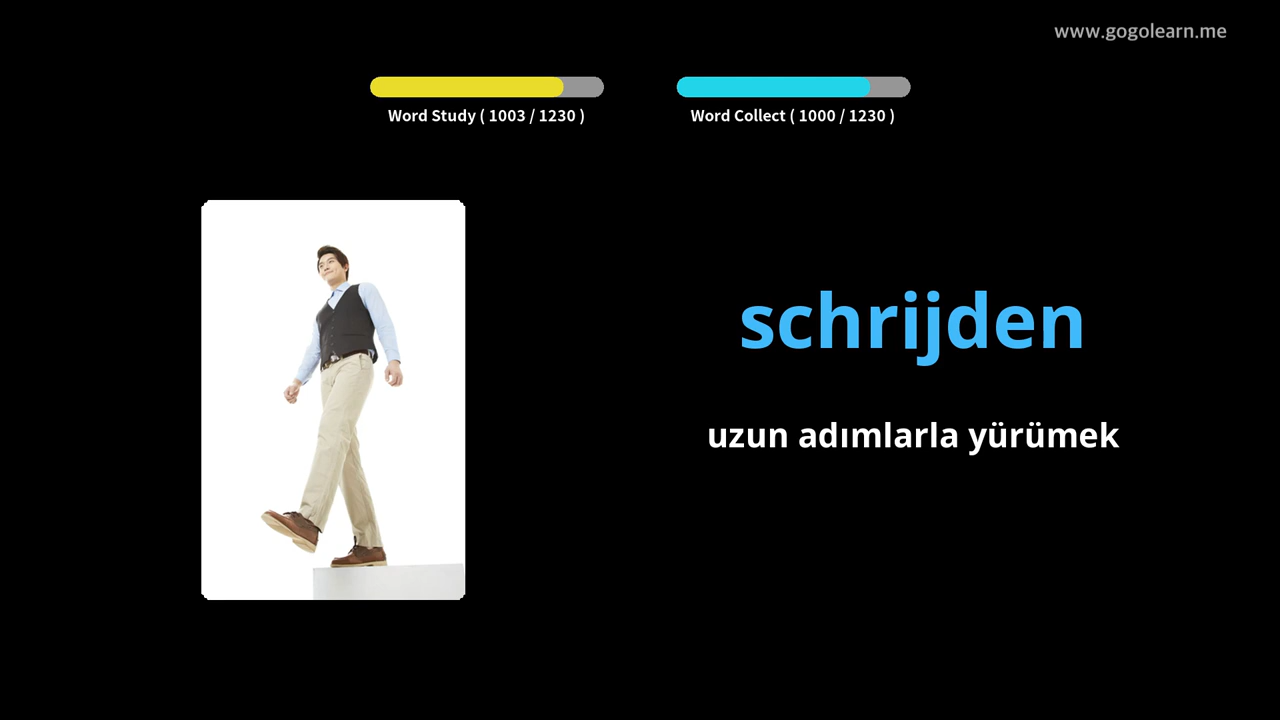 www.gogolearn.me
Word Study ( 1003 / 1230 )
Word Collect ( 1000 / 1230 )
schrijden
uzun adımlarla yürümek